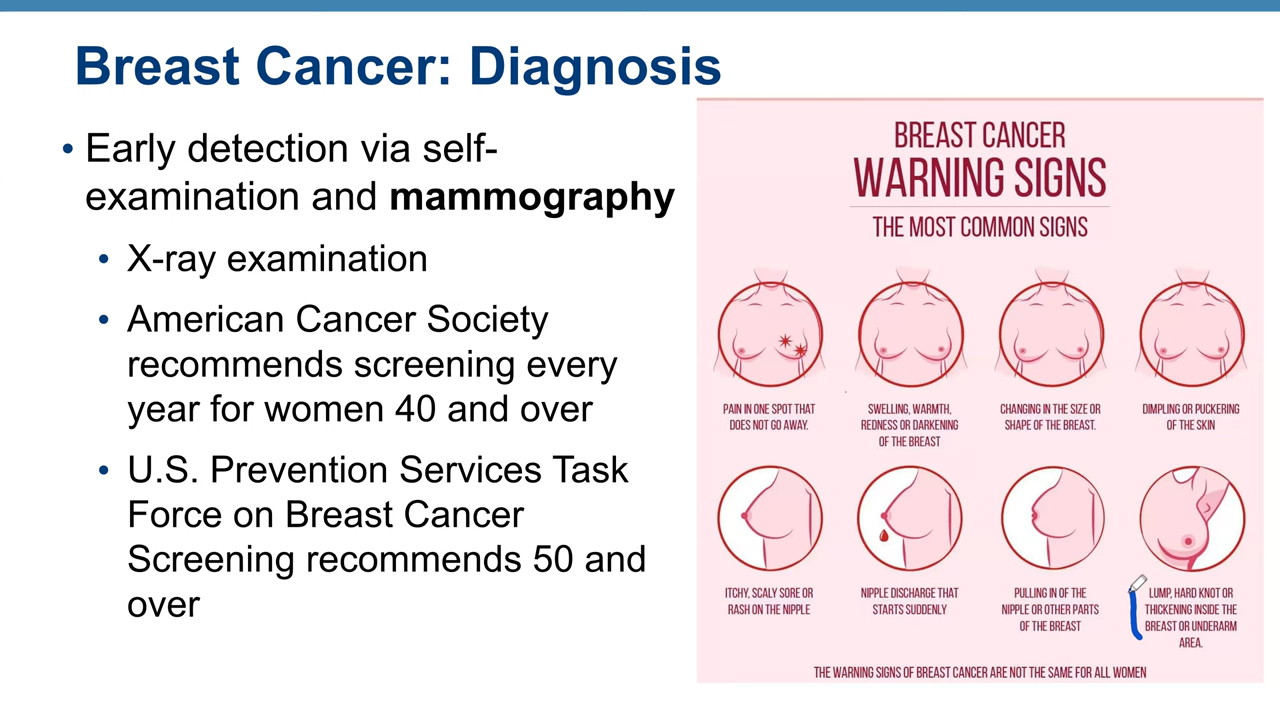 Breast Cancer: Diagnosis
• Early detection via self-
examination and mammography
• X-ray examination
• American Cancer Society
recommends screening every
year for women 40 and over
• U.S. Prevention Services Task
Force on Breast Cancer
Screening recommends 50 and
over
BREAST CANCER
WARNING SIGNS
THE MOST COMMON SIGNS
PAIN IN ONE SPOT THAT
DOES NOT GO AWAY.
SWELLING, WARMTH,
REDNESS OR DARKENING
OF THE BREAST
CHANGING IN THE SIZE OR
SHAPE OF THE BREAST.
DIMPLING OR PUCKERING
OF THE SKIN
ITCHY, SCALY SORE OR
RASH ON THE NIPPLE
NIPPLE DISCHARGE THAT
STARTS SUDDENLY
PULLING IN OF THE
NIPPLE OR OTHER PARTS
OF THE BREAST
LUMP, HARD KNOT OR
THICKENING INSIDE THE
BREAST OR UNDERARM
AREA.
THE WARNING SIGNS OF BREAST CANCER ARE NOT THE SAME FOR ALL WOMEN